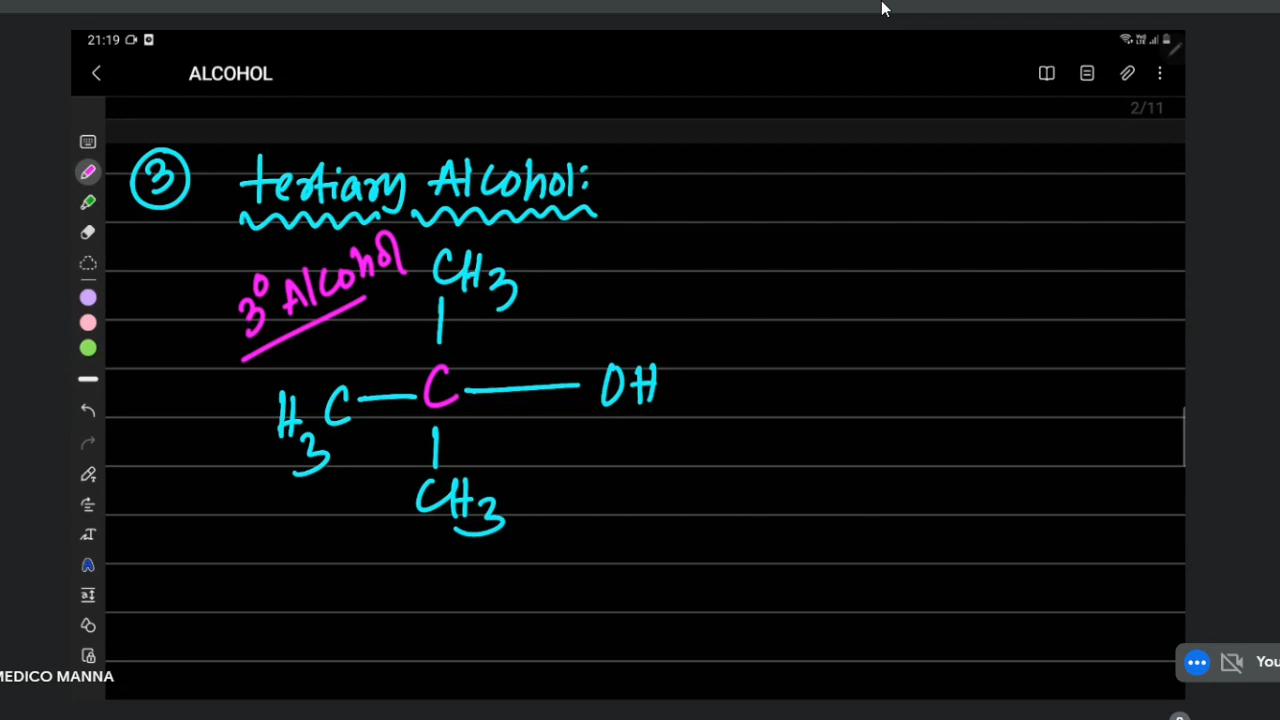 21:19
ALCOHOL
2/11
3 tertiary Alcohol:
3° Alcohol
CH3
H3C — C — OH
CH3
MEDICO MANNA
You